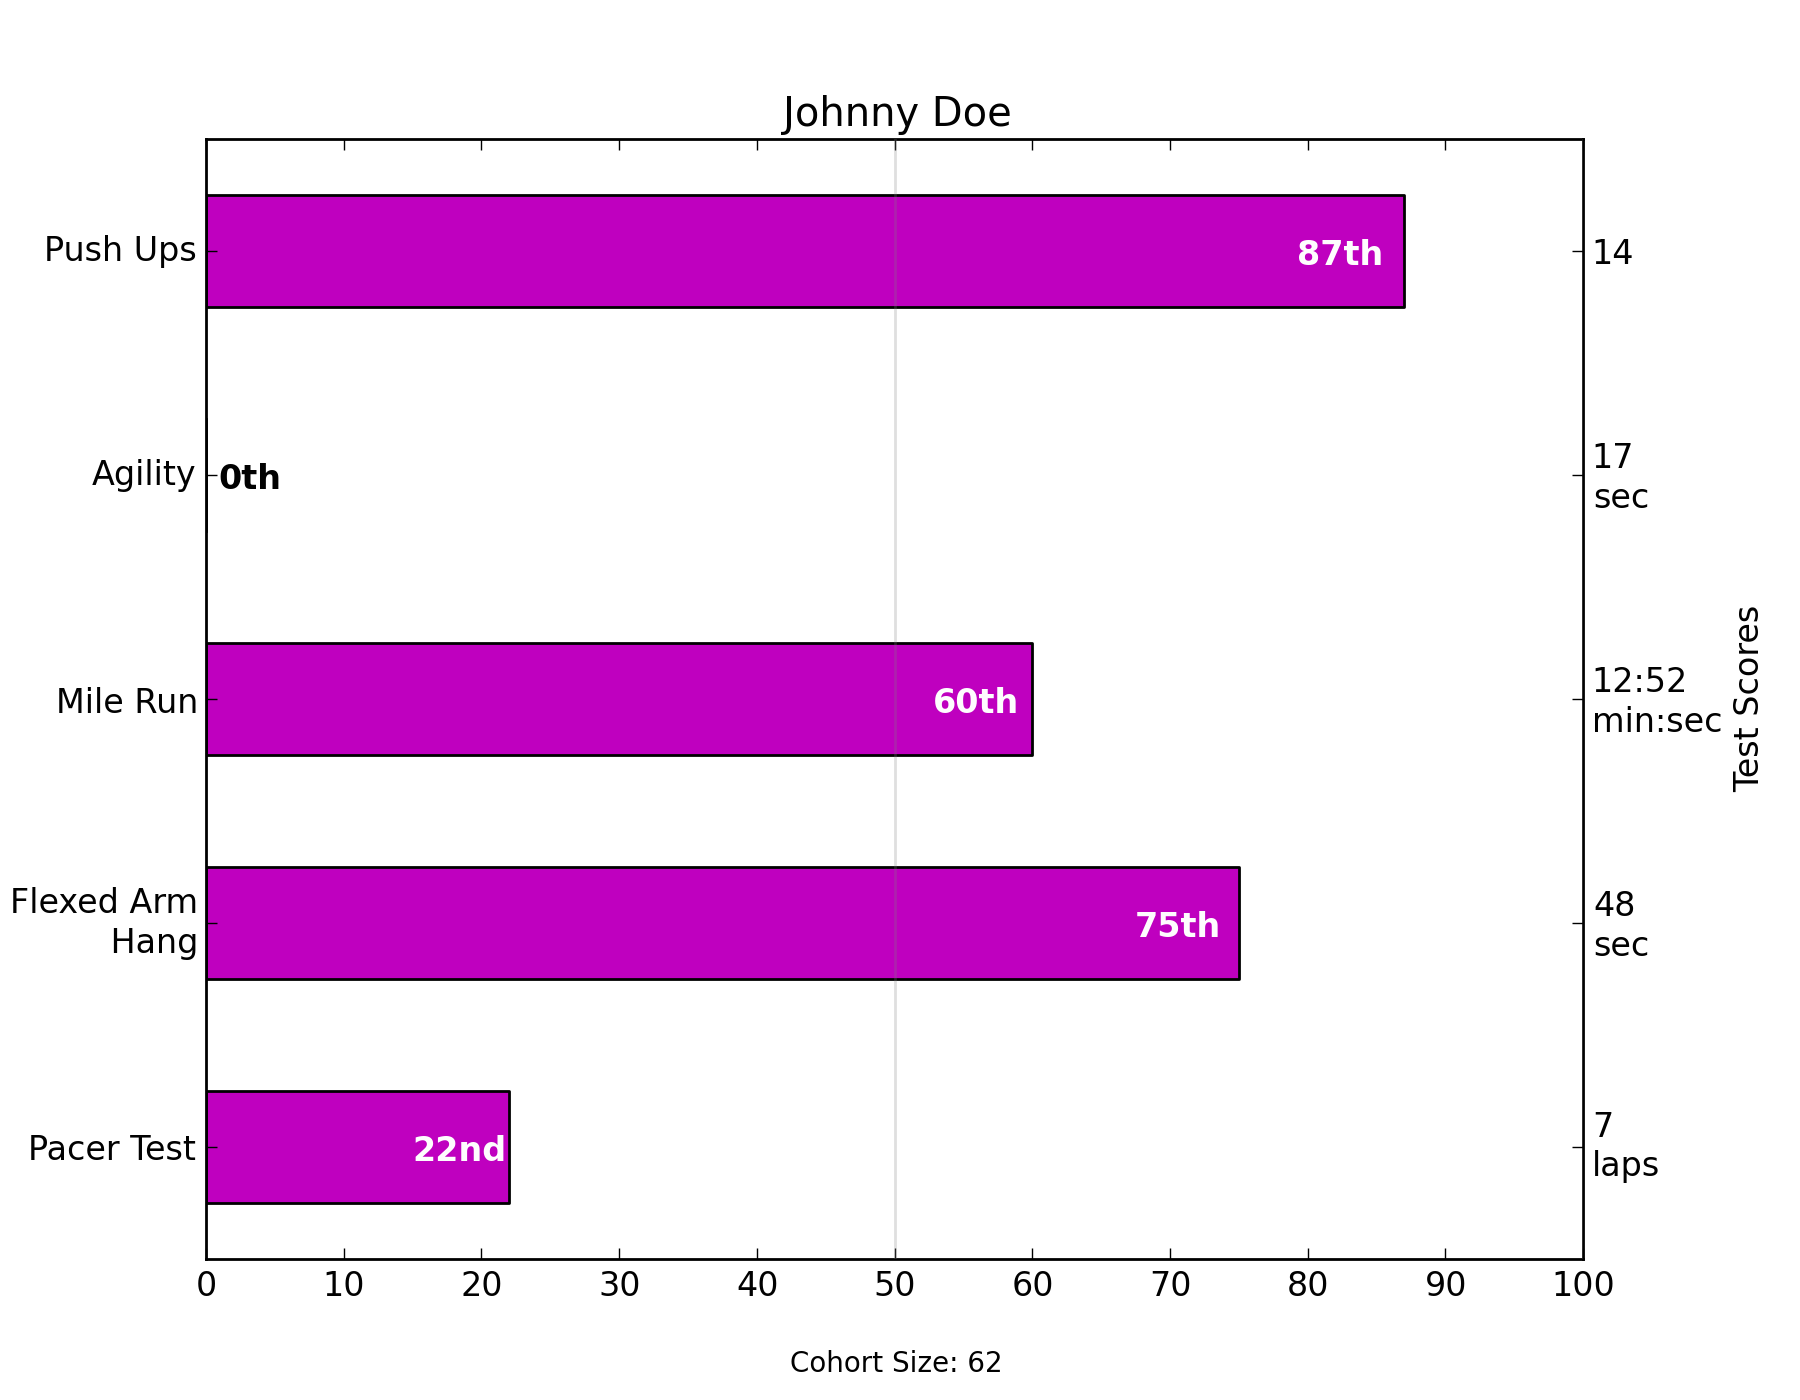 Johnny Doe
Push Ups
87th
14
Agility
0th
17
sec
Mile Run
60th
12:52
min:sec
Test Scores
Flexed Arm
Hang
75th
48
sec
Pacer Test
22nd
7
laps
0 10 20 30 40 50 60 70 80 90 100
Cohort Size: 62